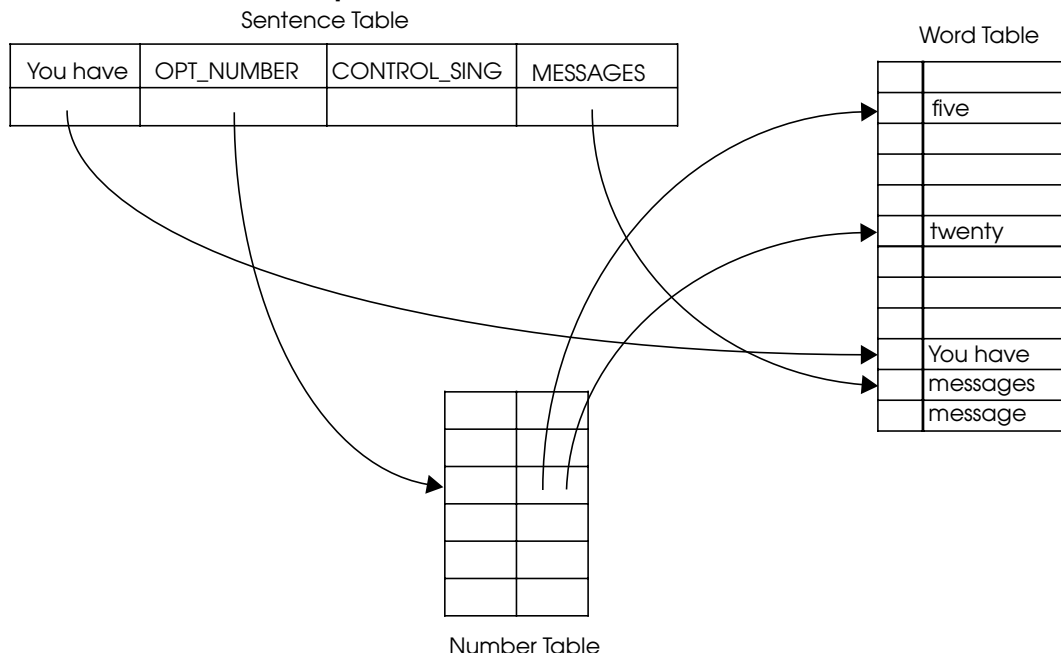 Sentence Table
You have OPT_NUMBER CONTROL_SING MESSAGES
Word Table
five
twenty
You have
messages
message
Number Table